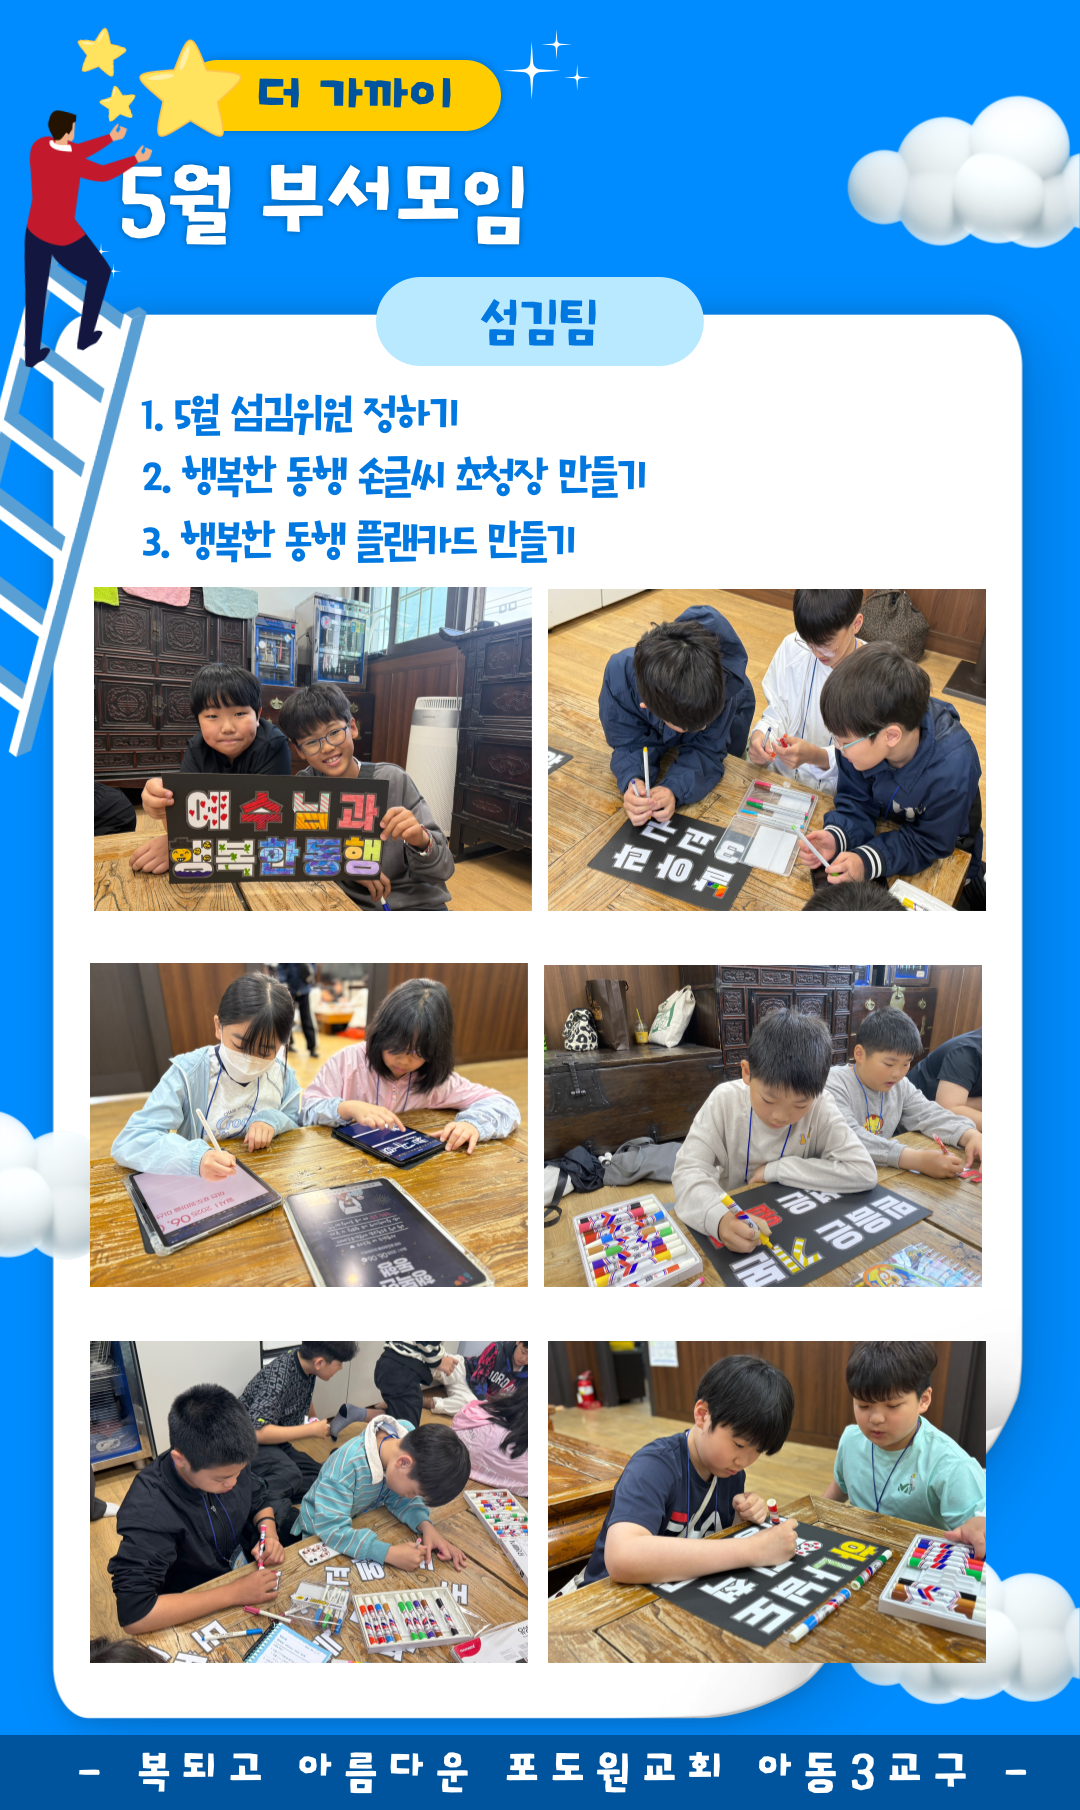 더 가까이
5월 부서모임
섬김팀
1. 5월 섬김위원 정하기
2. 행복한 동행 손글씨 초청장 만들기
3. 행복한 동행 플랜카드 만들기
예수님과
행복한동행
하나님도
- 복되고 아름다운 포도원교회 아동3교구 -